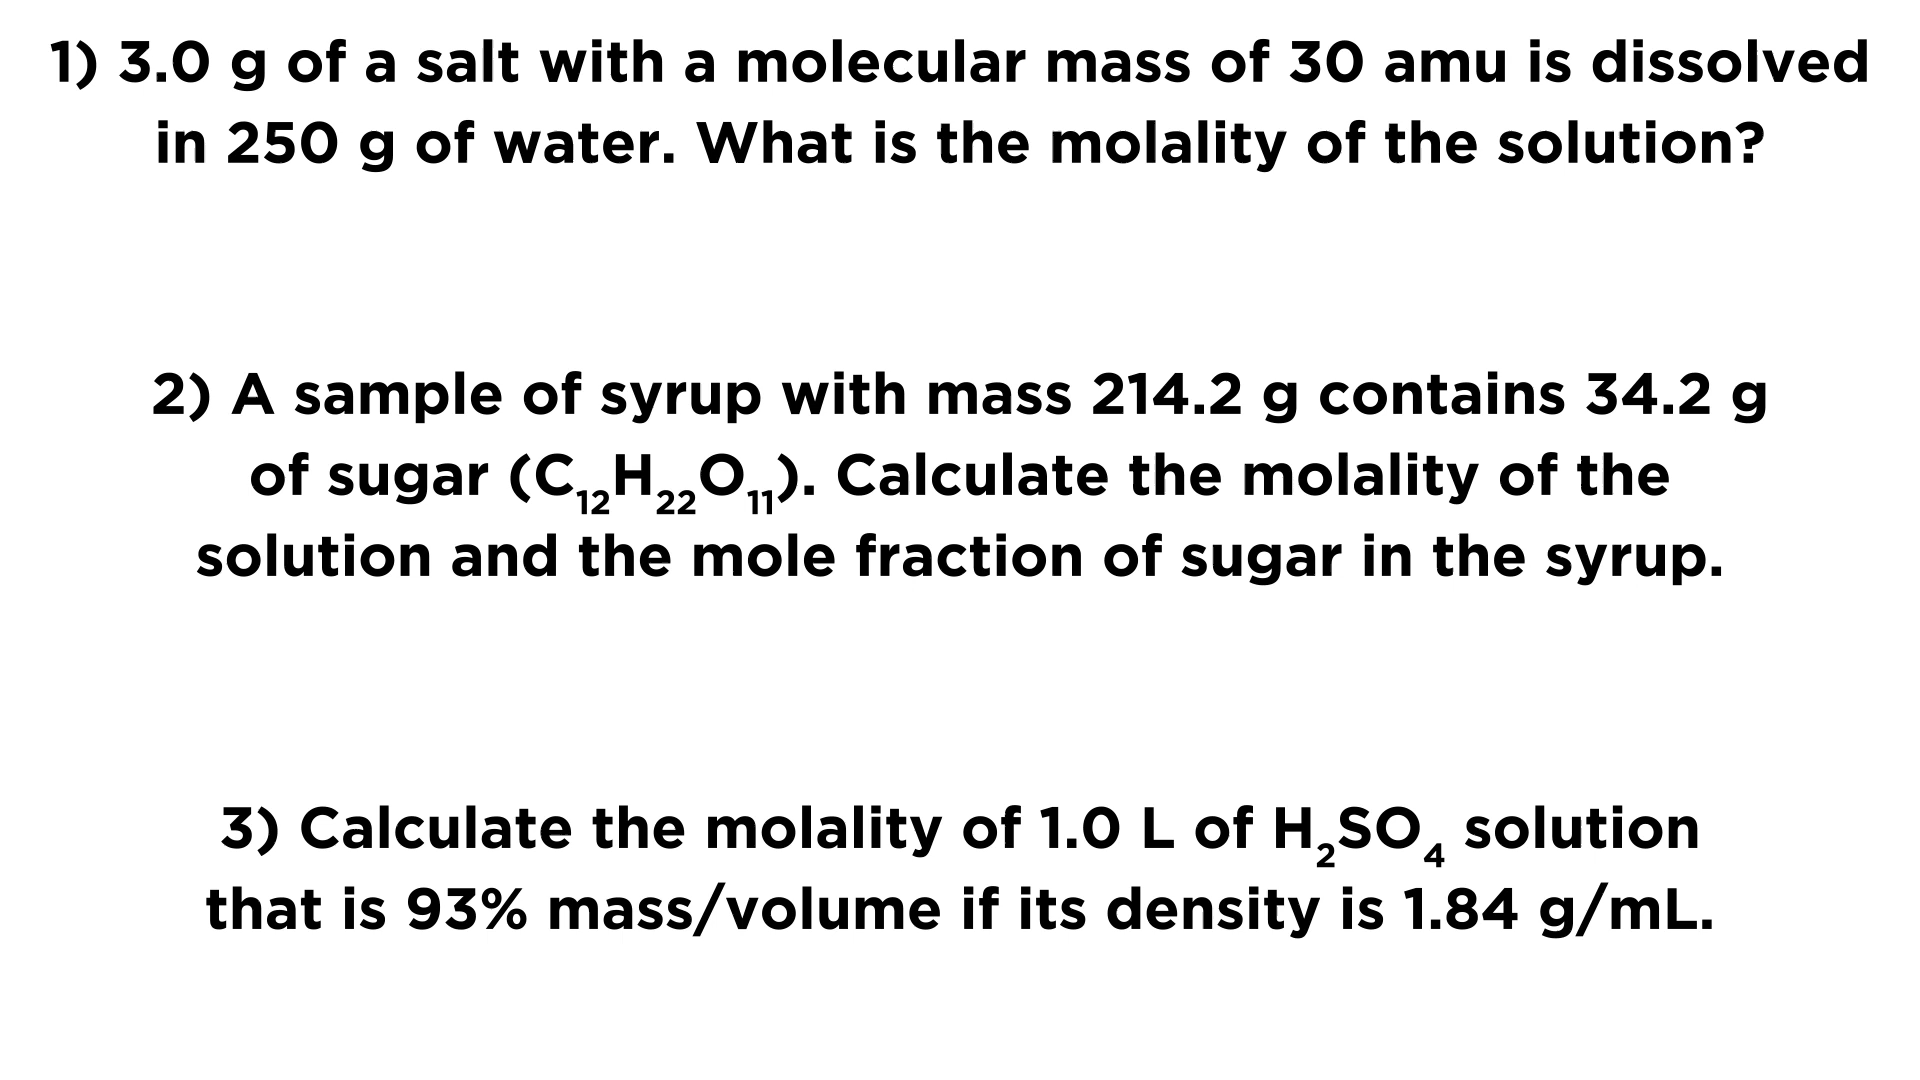 1) 3.0 g of a salt with a molecular mass of 30 amu is dissolved
in 250 g of water. What is the molality of the solution?
2) A sample of syrup with mass 214.2 g contains 34.2 g
of sugar (C₁₂H₂₂O₁₁). Calculate the molality of the
solution and the mole fraction of sugar in the syrup.
3) Calculate the molality of 1.0 L of H₂SO₄ solution
that is 93% mass/volume if its density is 1.84 g/mL.